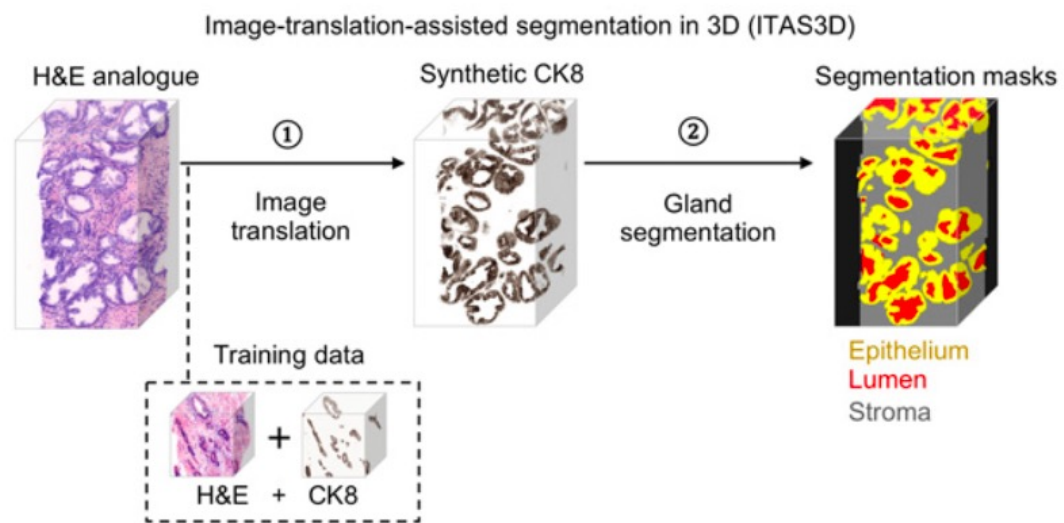 Image-translation-assisted segmentation in 3D (ITAS3D)
H&E analogue
①
Image
translation
Synthetic CK8
②
Gland
segmentation
Segmentation masks
Epithelium
Lumen
Stroma
Training data
+
H&E + CK8